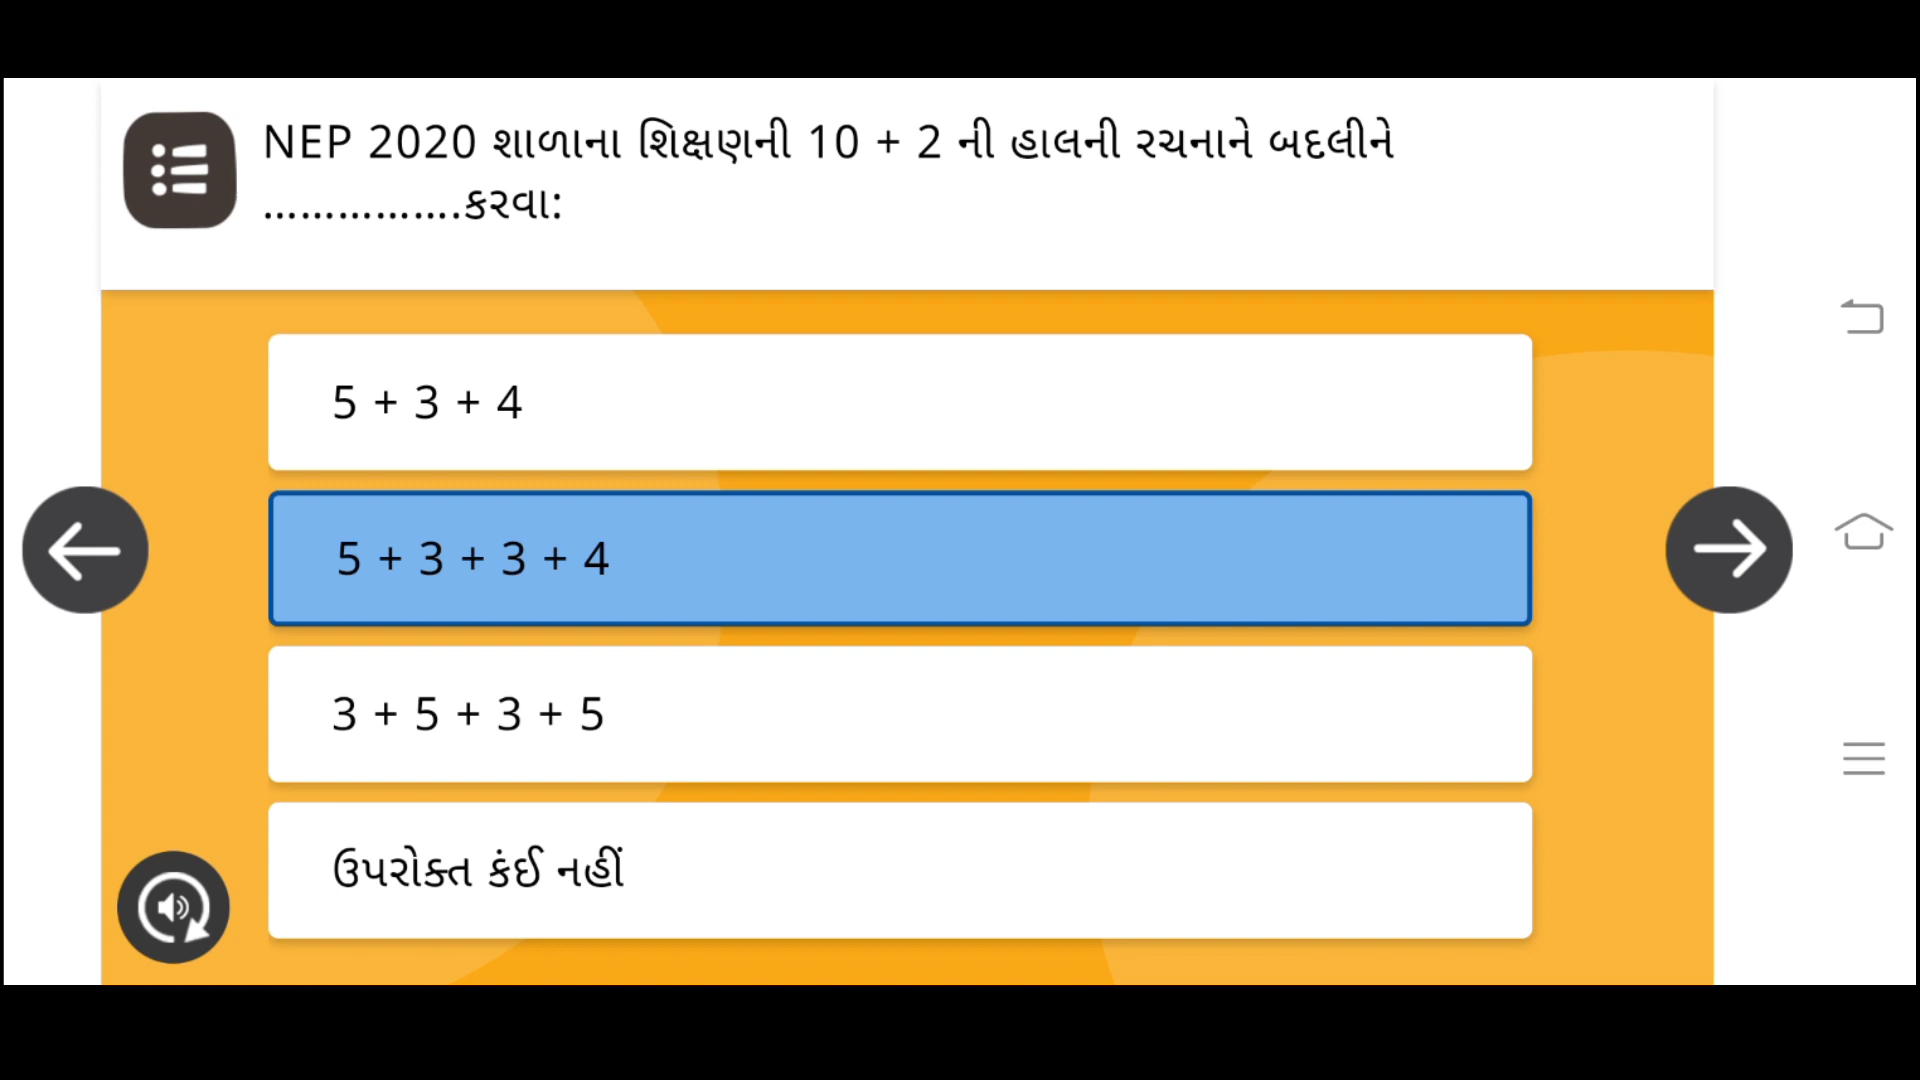 NEP 2020 શાળાના શિક્ષણની 10 + 2 ની હાલની રચનાને બદલીને
................કરવા:
5 + 3 + 4
5 + 3 + 3 + 4
3 + 5 + 3 + 5
ઉપરોક્ત કંઈ નહીં